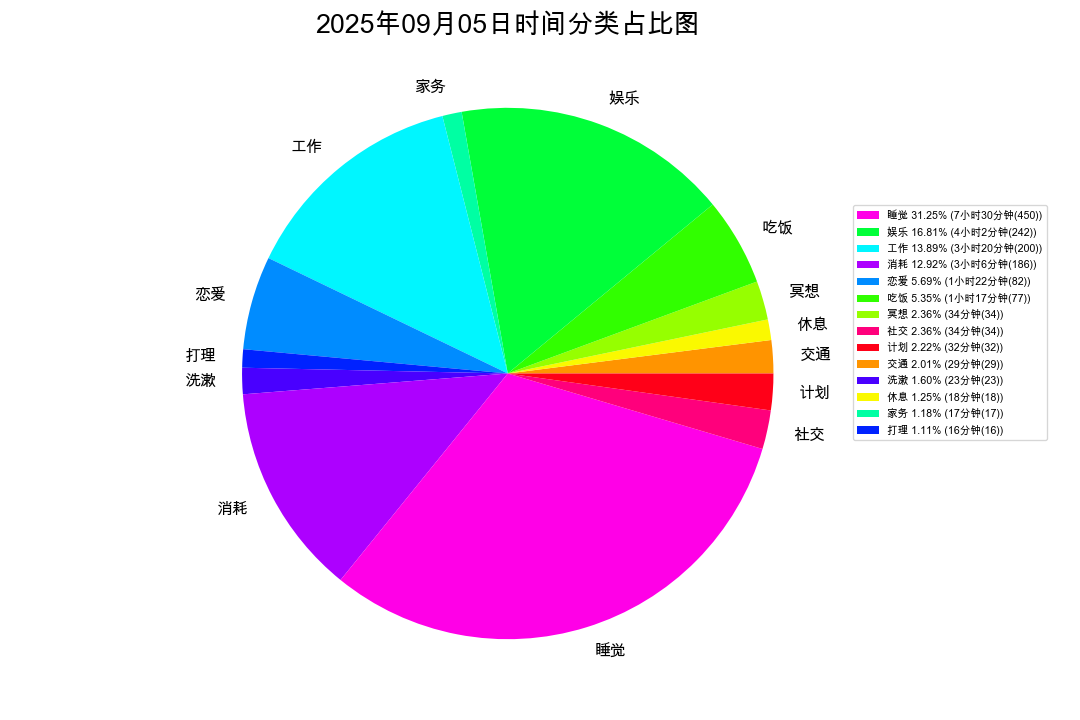 2025年09月05日时间分类占比图
家务
娱乐
工作
吃饭
恋爱
冥想
休息
打理
交通
洗漱
计划
社交
消耗
睡觉
睡觉 31.25% (7小时30分钟(450))
娱乐 16.81% (4小时2分钟(242))
工作 13.89% (3小时20分钟(200))
消耗 12.92% (3小时6分钟(186))
恋爱 5.69% (1小时22分钟(82))
吃饭 5.35% (1小时17分钟(77))
冥想 2.36% (34分钟(34))
社交 2.36% (34分钟(34))
计划 2.22% (32分钟(32))
交通 2.01% (29分钟(29))
洗漱 1.60% (23分钟(23))
休息 1.25% (18分钟(18))
家务 1.18% (17分钟(17))
打理 1.11% (16分钟(16))